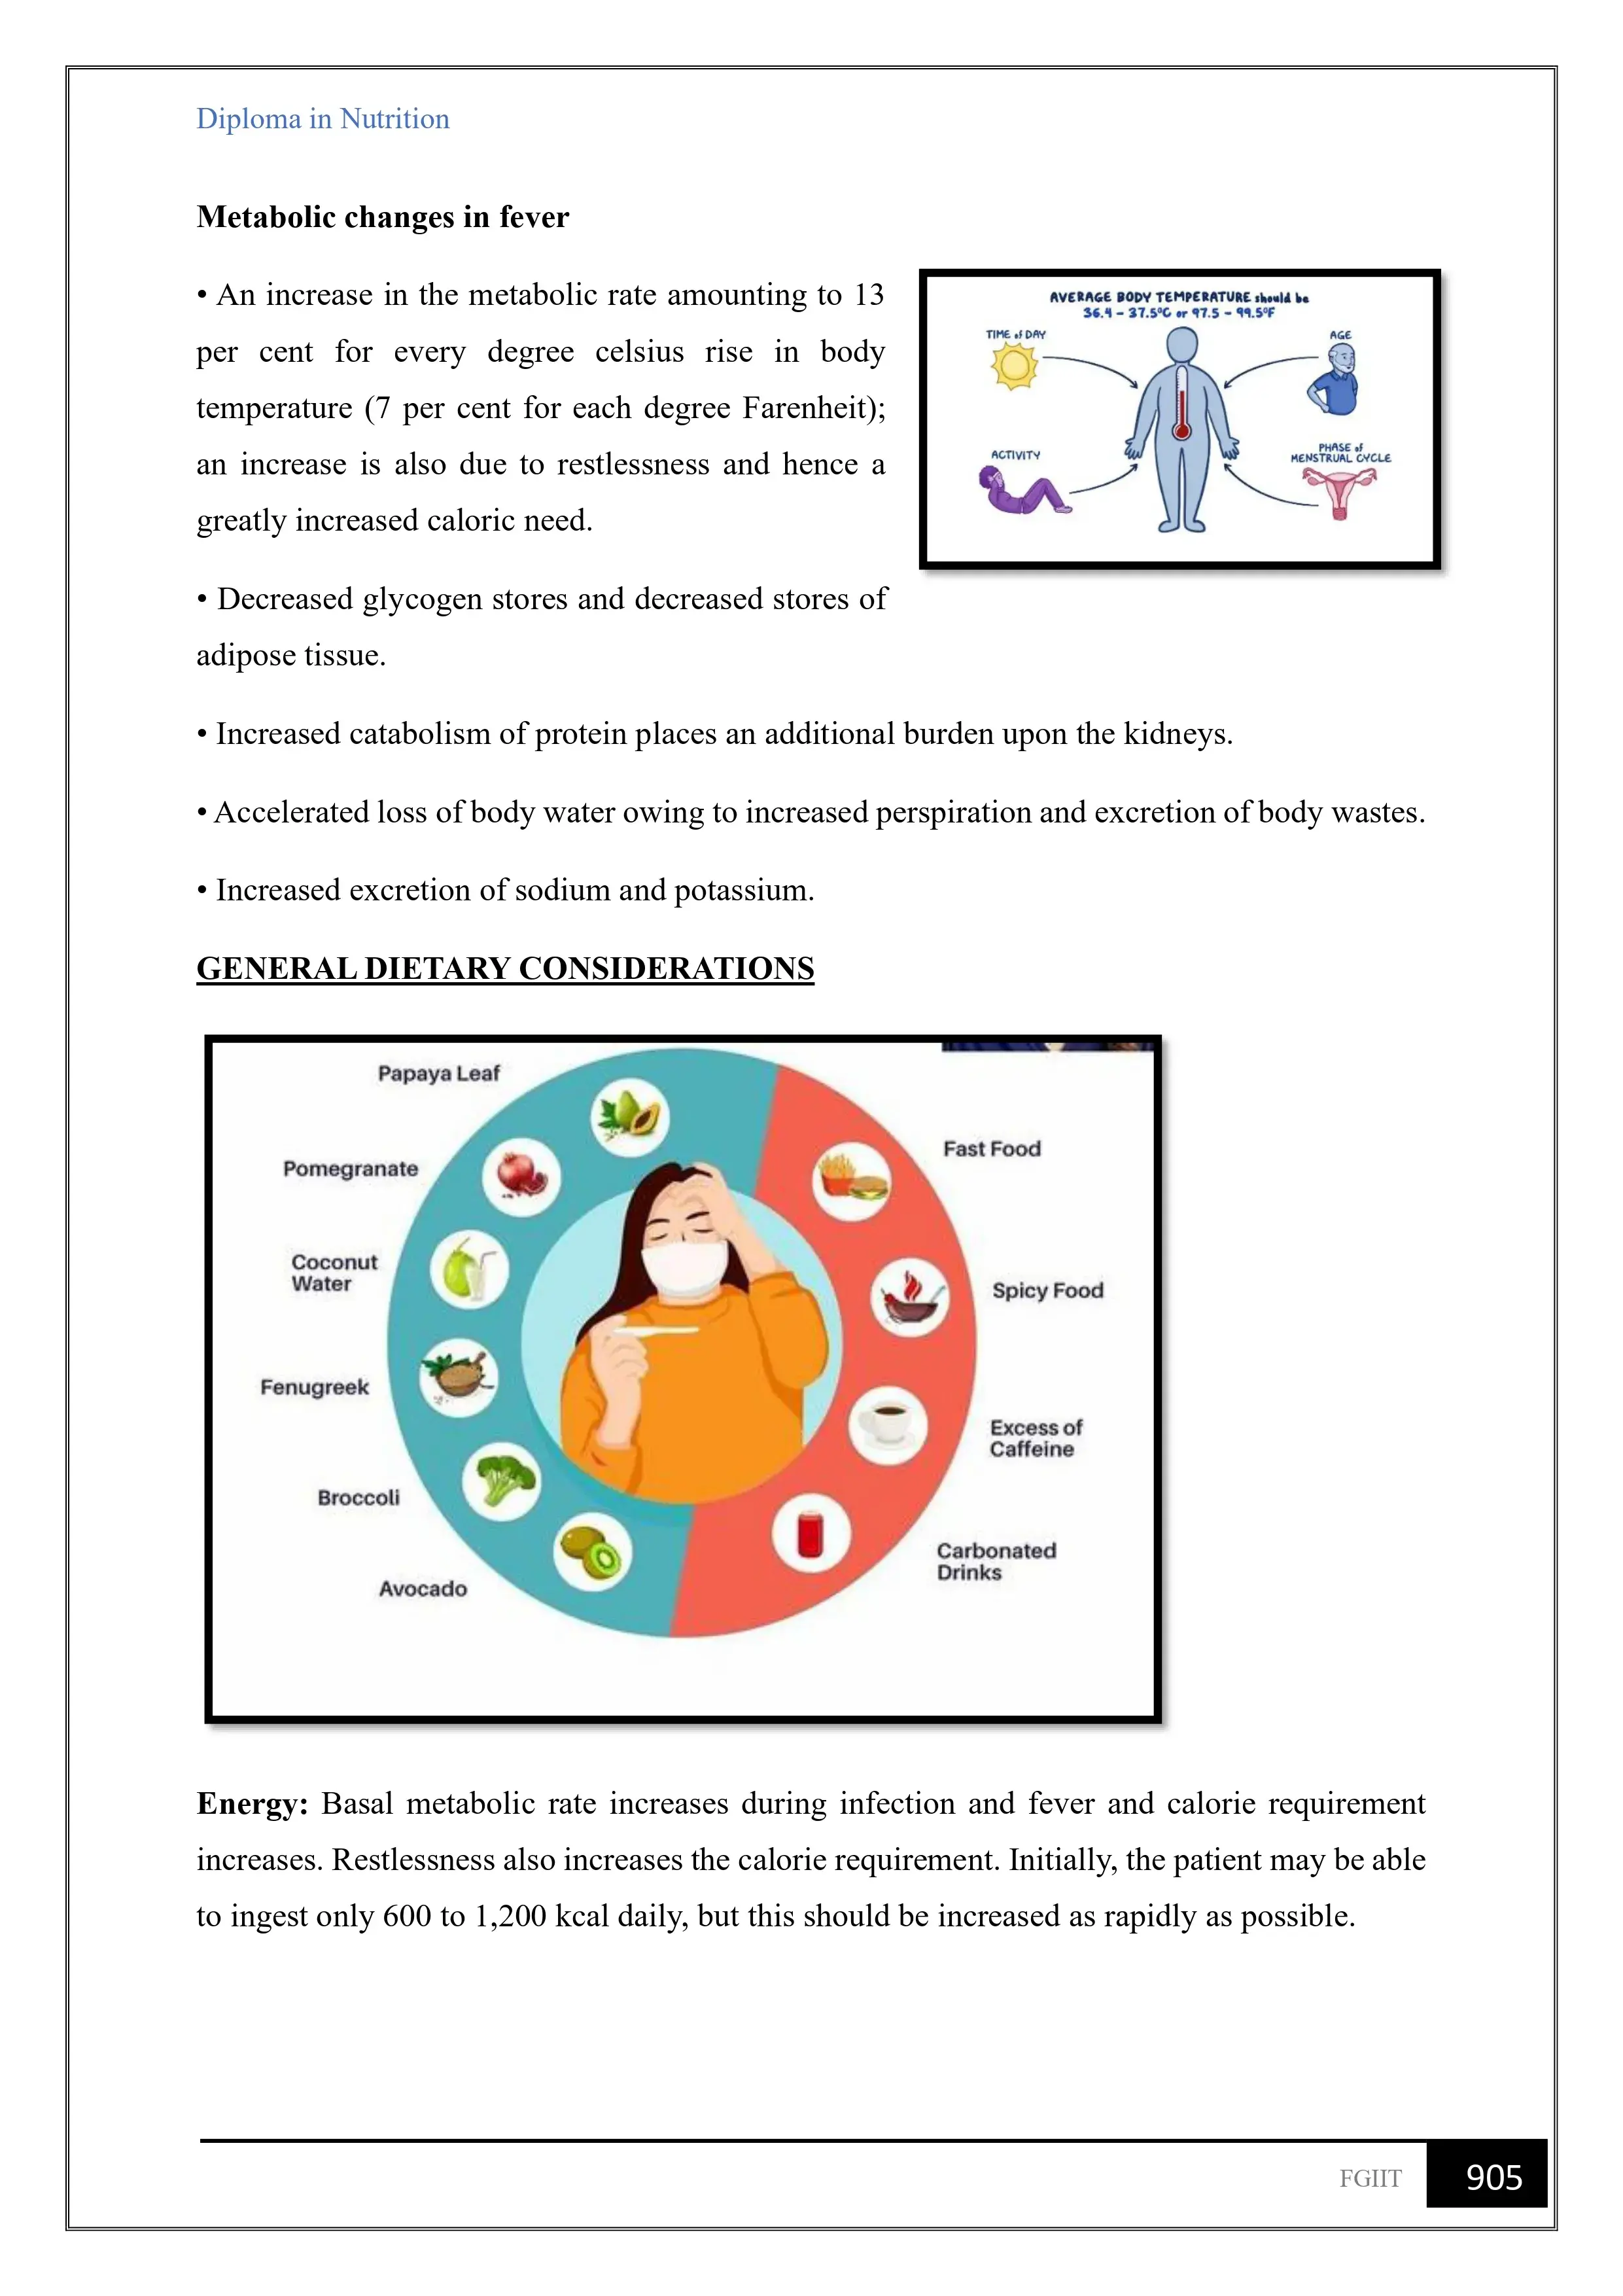 Diploma in Nutrition
Metabolic changes in fever
• An increase in the metabolic rate amounting to 13
per cent for every degree celsius rise in body
temperature (7 per cent for each degree Farenheit);
an increase is also due to restlessness and hence a
greatly increased caloric need.
AVERAGE BODY TEMPERATURE should be
36.4 – 37.5°C or 97.5 – 99.5°F
TIME of DAY
AGE
ACTIVITY
PHASE of
MENSTRUAL CYCLE
• Decreased glycogen stores and decreased stores of
adipose tissue.
• Increased catabolism of protein places an additional burden upon the kidneys.
• Accelerated loss of body water owing to increased perspiration and excretion of body wastes.
• Increased excretion of sodium and potassium.
GENERAL DIETARY CONSIDERATIONS
Papaya Leaf
Pomegranate
Coconut
Water
Fenugreek
Broccoli
Avocado
Fast Food
Spicy Food
Excess of
Caffeine
Carbonated
Drinks
Energy: Basal metabolic rate increases during infection and fever and calorie requirement
increases. Restlessness also increases the calorie requirement. Initially, the patient may be able
to ingest only 600 to 1,200 kcal daily, but this should be increased as rapidly as possible.
FGIIT
905